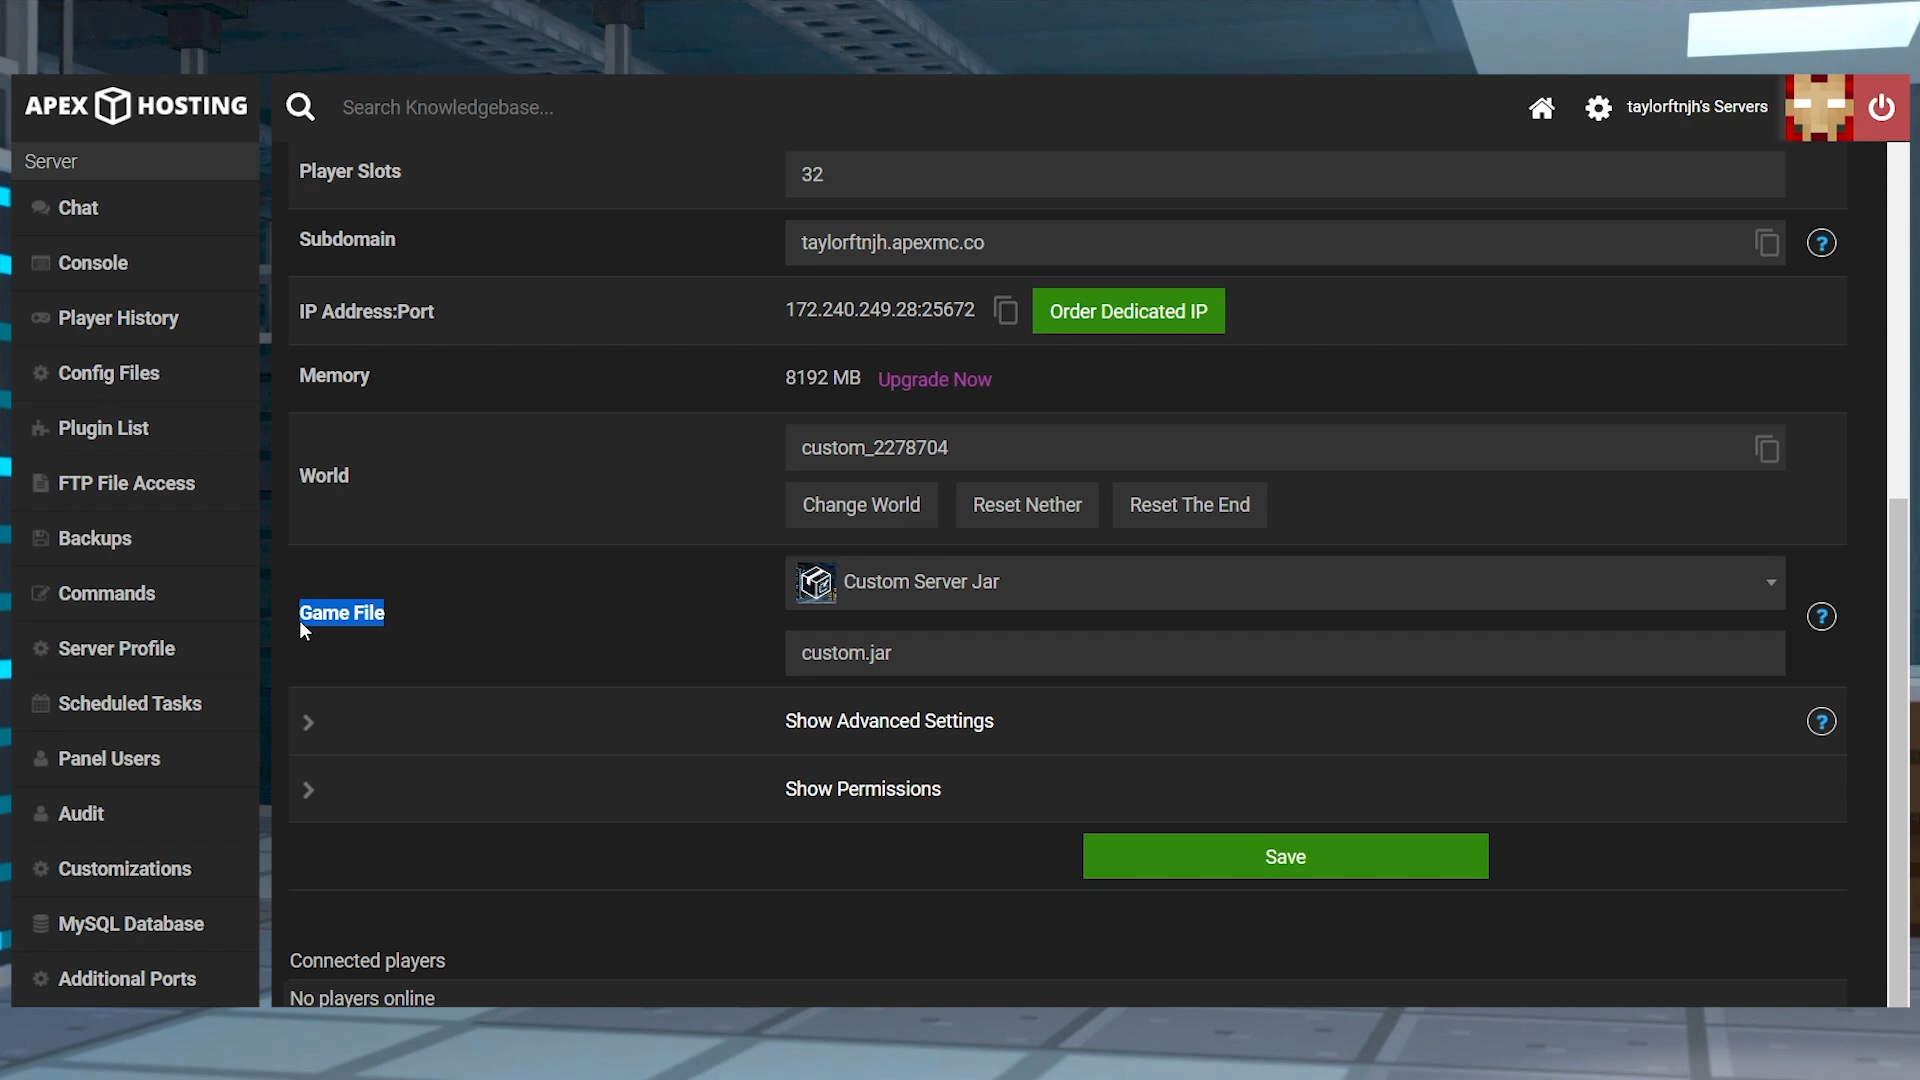 APEX HOSTING
Search Knowledgebase...
taylorftnjh's Servers
Server
Chat
Console
Player History
Config Files
Plugin List
FTP File Access
Backups
Commands
Server Profile
Scheduled Tasks
Panel Users
Audit
Customizations
MySQL Database
Additional Ports
Player Slots
32
Subdomain
taylorftnjh.apexmc.co
?
IP Address:Port
172.240.249.28:25672
Order Dedicated IP
Memory
8192 MB Upgrade Now
World
custom_2278704
Change World
Reset Nether
Reset The End
Game File
Custom Server Jar
custom.jar
?
Show Advanced Settings
?
Show Permissions
Save
Connected players
No players online